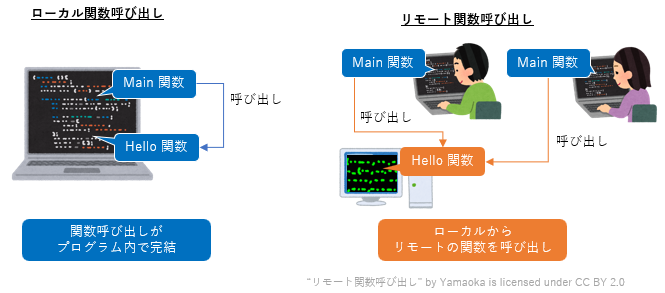 ローカル関数呼び出し
Main 関数
呼び出し
Hello 関数
関数呼び出しが
プログラム内で完結
リモート関数呼び出し
Main 関数
Main 関数
呼び出し
呼び出し
Hello 関数
ローカルから
リモートの関数を呼び出し
“リモート関数呼び出し” by Yamaoka is licensed under CC BY 2.0